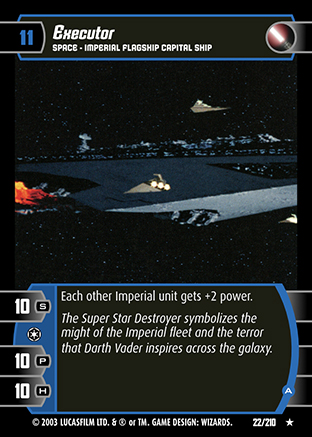 11
Executor
SPACE - IMPERIAL FLAGSHIP CAPITAL SHIP
10 S
10 P
10 H
Each other Imperial unit gets +2 power.
The Super Star Destroyer symbolizes the
might of the Imperial fleet and the terror
that Darth Vader inspires across the galaxy.
A
© 2003 LUCASFILM LTD. & ® or TM. GAME DESIGN: WIZARDS.
22/210 ★